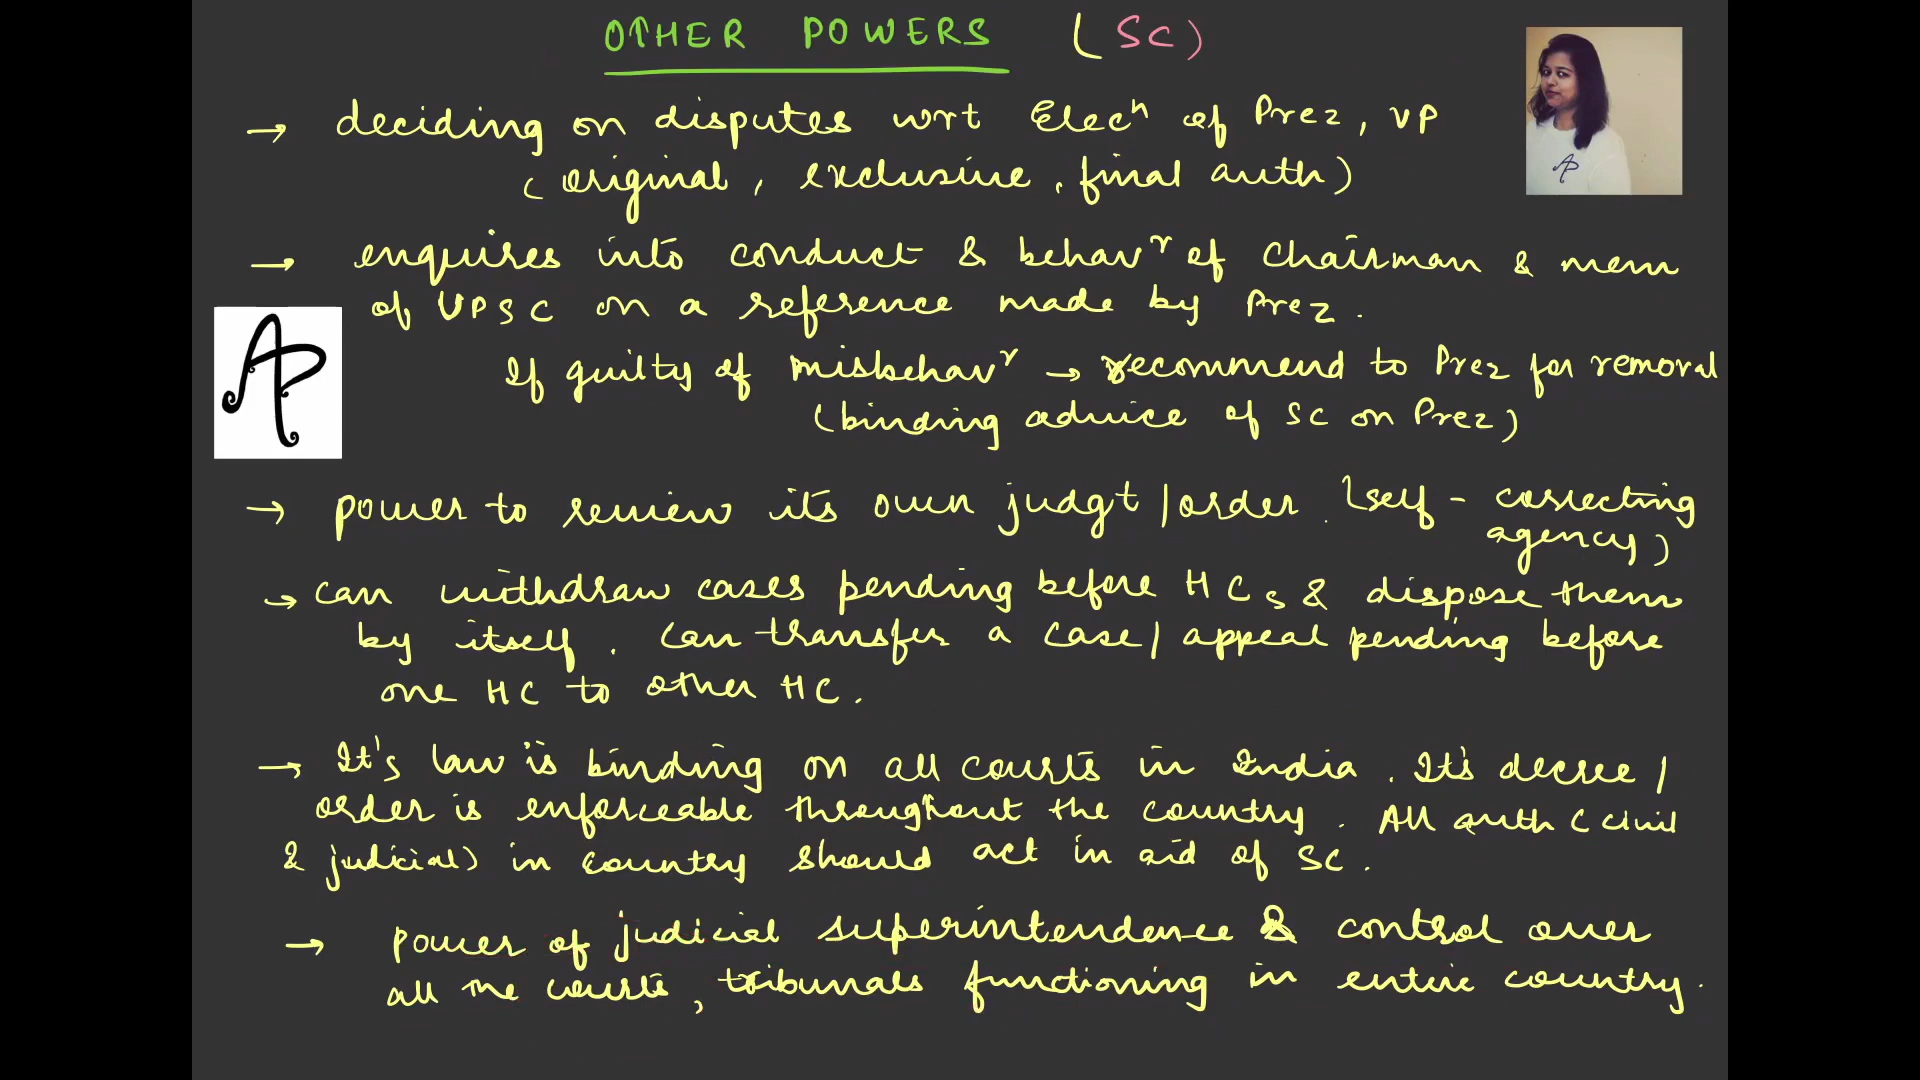 OTHER POWERS (SC)
→ deciding on disputes wrt Elecⁿ of Prez, VP
(original, exclusive, final auth)
→ enquires into conduct & behavʳ of Chairman & mem
of UPSC on a reference made by Prez.
If guilty of misbehavʳ → recommend to Prez for removal
(binding advice of SC on Prez)
→ power to review its own judgt/order. (self-correcting
agency)
→ can withdraw cases pending before HCs & dispose them
by itself. Can transfer a case/appeal pending before
one HC to other HC.
→ It's law is binding on all courts in India. It's decree/
order is enforceable throughout the country. All auth (civil
& judicial) in country should act in aid of SC.
→ power of judicial superintendence & control over
all the courts, tribunals functioning in entire country.
AP
AP